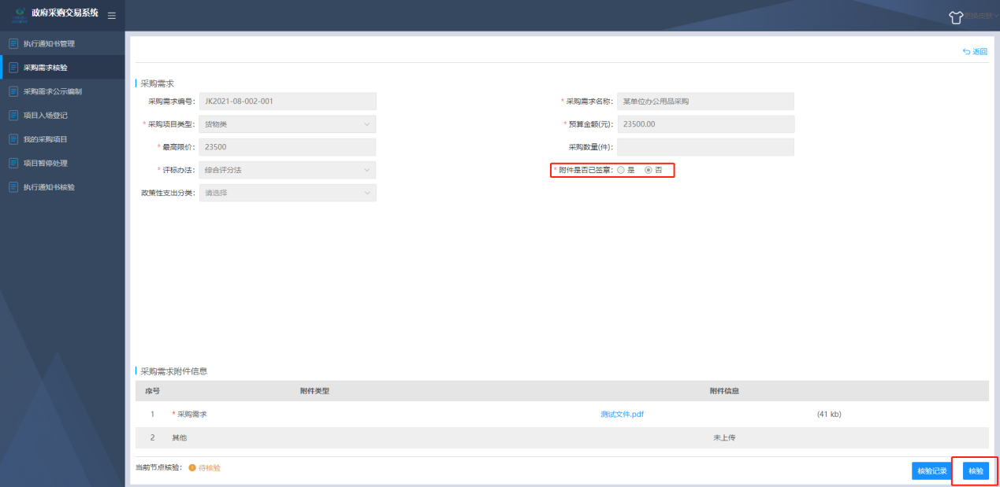 政府采购交易系统
更换皮肤
执行通知书管理
采购需求核验
采购需求公示编制
项目入场登记
我的采购项目
项目暂停处理
执行通知书核验
返回
采购需求
采购需求编号： JK2021-08-002-001
* 采购需求名称： 某单位办公用品采购
* 采购项目类型： 货物类
* 预算金额(元)： 23500.00
* 最高限价： 23500
采购数量(件)：
* 评标办法： 综合评分法
* 附件是否已签章： 是 否
政策性支出分类： 请选择
采购需求附件信息
序号 附件类型 附件信息
1 * 采购需求 测试文件.pdf (41 kb)
2 其他 未上传
当前节点核验： 待核验
核验记录 核验